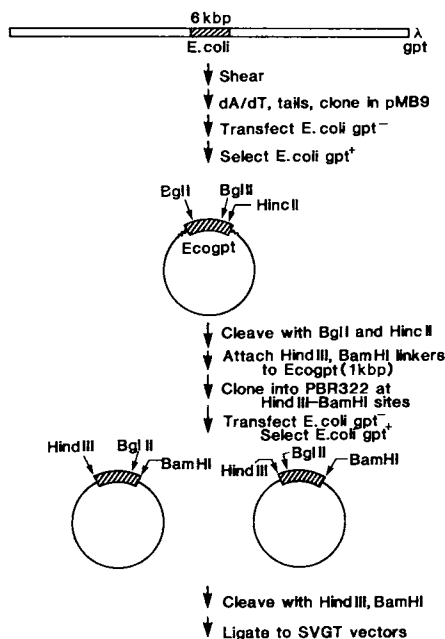 6 kbp
λ
E.coli
gpt
Shear
dA/dT, tails, clone in pMB9
Transfect E.coli gpt⁻
Select E.coli gpt⁺
BglI
BglII
HincII
Ecogpt
Cleave with BglI and HincII
Attach HindIII, BamHI linkers
to Ecogpt (1kbp)
Clone into PBR322 at
HindIII-BamHI sites
Transfect E.coli gpt⁻
Select E.coli gpt⁺
HindIII
BglII
BamHI
HindIII
BglII
BamHI
Cleave with HindIII, BamHI
Ligate to SVGT vectors